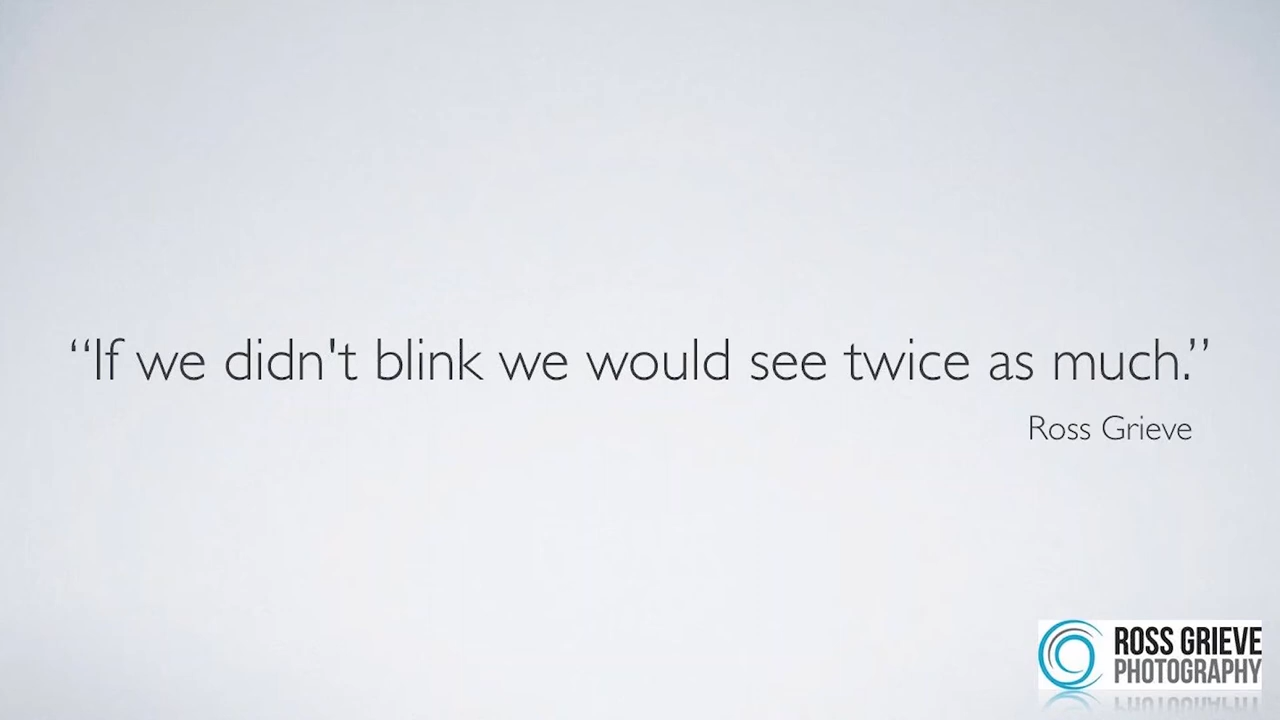 “If we didn't blink we would see twice as much.”
Ross Grieve
ROSS GRIEVE
PHOTOGRAPHY